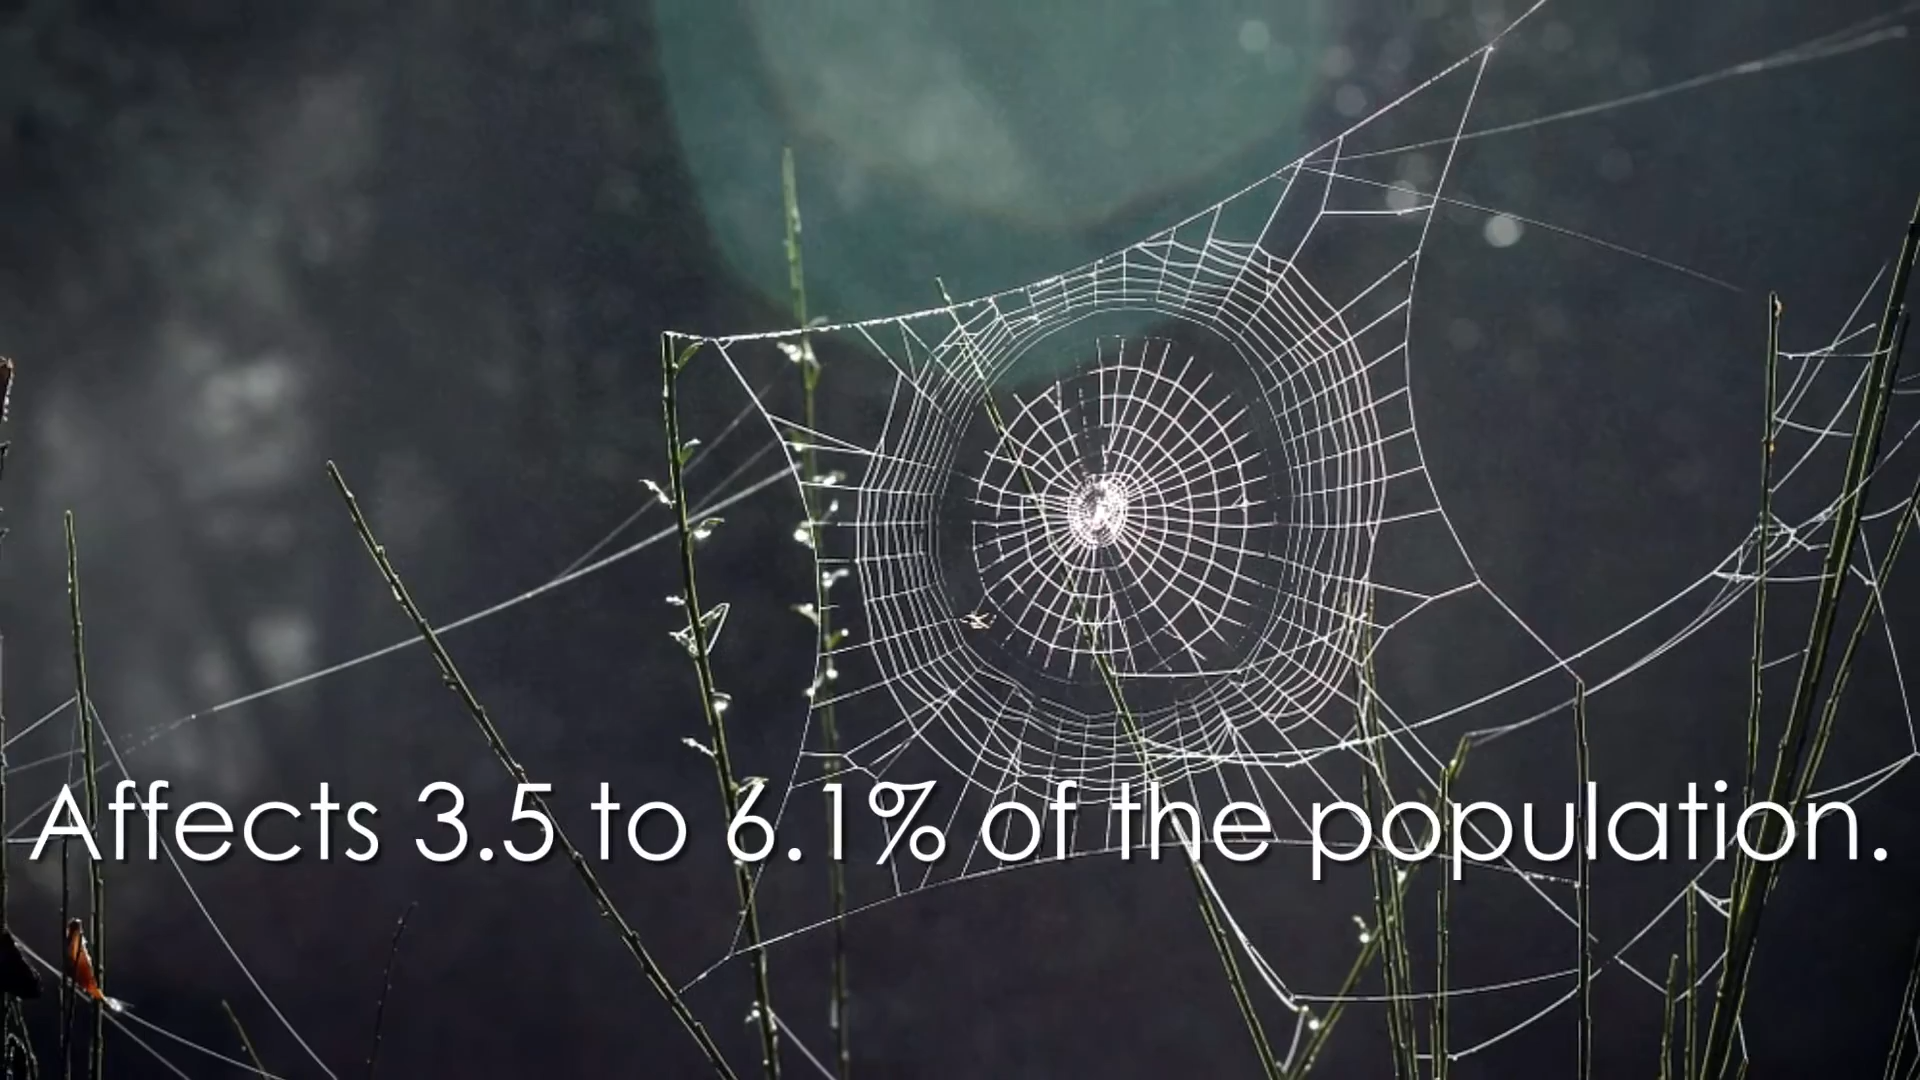 Affects 3.5 to 6.1% of the population.